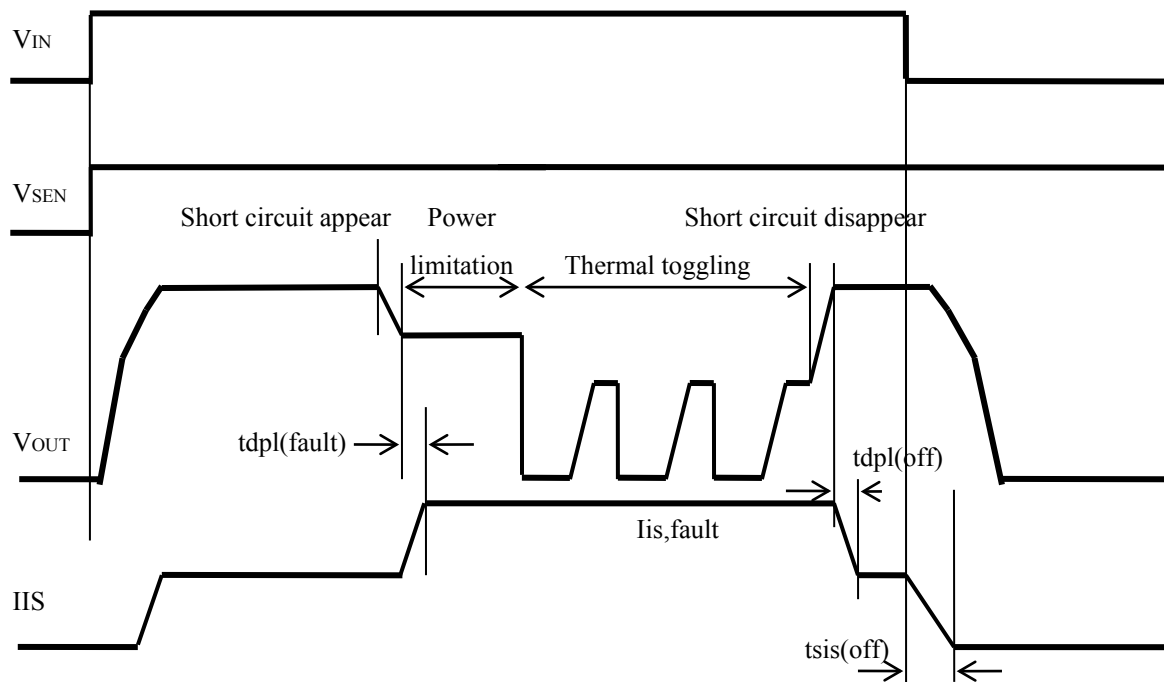 VIN
VSEN
Short circuit appear
Power
limitation
Short circuit disappear
Thermal toggling
VOUT
tdpl(fault)
tdpl(off)
Iis,fault
IIS
tsis(off)